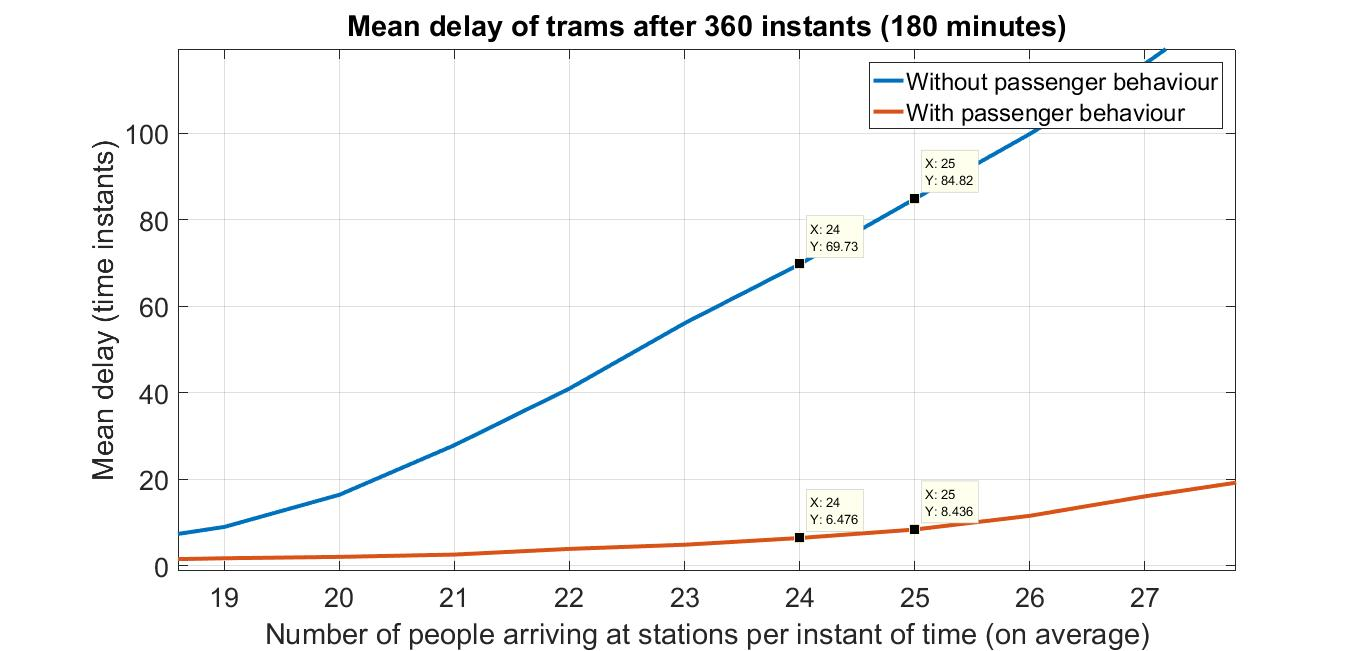 Mean delay of trams after 360 instants (180 minutes)
Without passenger behaviour
With passenger behaviour
Mean delay (time instants)
100
80
60
40
20
0
X: 25
Y: 84.82
X: 24
Y: 69.73
X: 24
Y: 6.476
X: 25
Y: 8.436
19 20 21 22 23 24 25 26 27
Number of people arriving at stations per instant of time (on average)